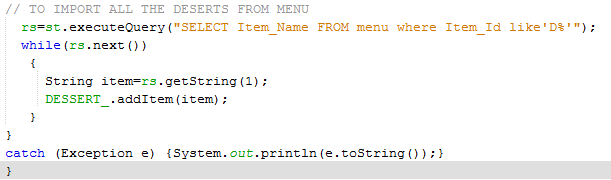 // TO IMPORT ALL THE DESERTS FROM MENU
rs=st.executeQuery("SELECT Item_Name FROM menu where Item_Id like'D%'");
while(rs.next())
{
String item=rs.getString(1);
DESSERT_.addItem(item);
}
}
catch (Exception e) {System.out.println(e.toString());}
}